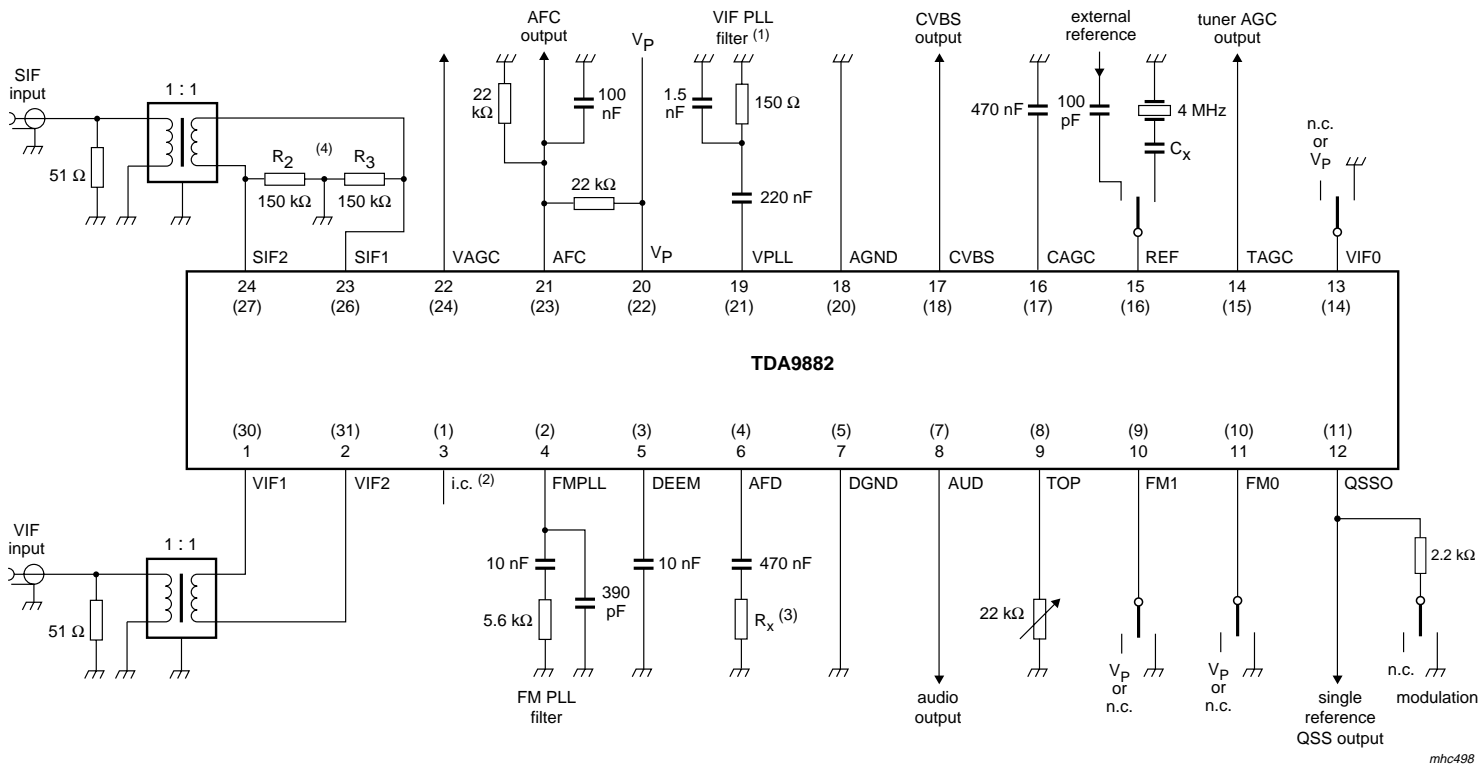 AFC
output
VIF PLL
filter (1)
CVBS
output
external
reference
tuner AGC
output
SIF
input
1 : 1
VP
22
kΩ
100
nF
1.5
nF
150 Ω
470 nF
100
pF
4 MHz
n.c.
or
VP
51 Ω
R2
(4)
R3
150 kΩ
150 kΩ
22 kΩ
220 nF
Cx
SIF2
SIF1
VAGC
AFC
VP
VPLL
AGND
CVBS
CAGC
REF
TAGC
VIF0
24
23
22
21
20
19
18
17
16
15
14
13
(27)
(26)
(24)
(23)
(22)
(21)
(20)
(18)
(17)
(16)
(15)
(14)
TDA9882
(30)
(31)
(1)
(2)
(3)
(4)
(5)
(7)
(8)
(9)
(10)
(11)
1
2
3
4
5
6
7
8
9
10
11
12
VIF1
VIF2
i.c. (2)
FMPLL
DEEM
AFD
DGND
AUD
TOP
FM1
FM0
QSSO
VIF
input
1 : 1
51 Ω
10 nF
5.6 kΩ
390
pF
10 nF
470 nF
Rx (3)
22 kΩ
2.2 kΩ
FM PLL
filter
audio
output
VP
or
n.c.
VP
or
n.c.
single
reference
QSS output
n.c.
modulation
mhc498